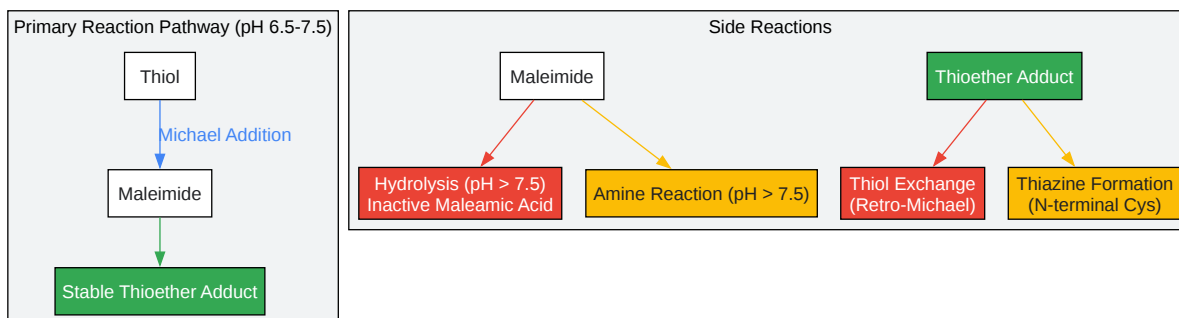 Primary Reaction Pathway (pH 6.5-7.5)
Thiol
Michael Addition
Maleimide
Stable Thioether Adduct
Side Reactions
Maleimide
Thioether Adduct
Hydrolysis (pH > 7.5)
Inactive Maleamic Acid
Amine Reaction (pH > 7.5)
Thiol Exchange
(Retro-Michael)
Thiazine Formation
(N-terminal Cys)